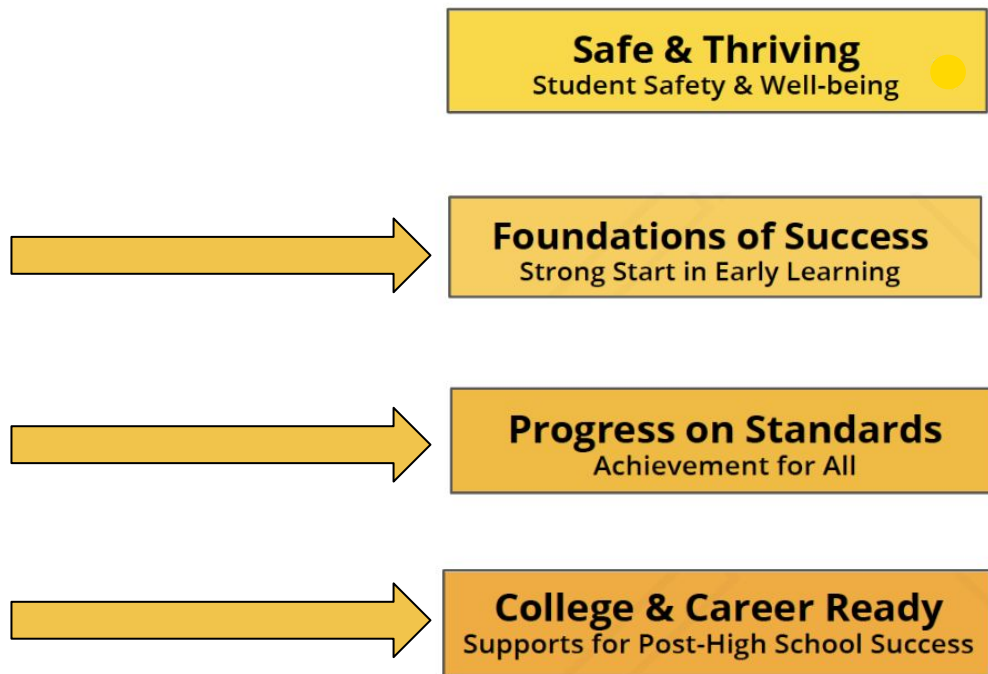 Safe & Thriving
Student Safety & Well-being
Foundations of Success
Strong Start in Early Learning
Progress on Standards
Achievement for All
College & Career Ready
Supports for Post-High School Success